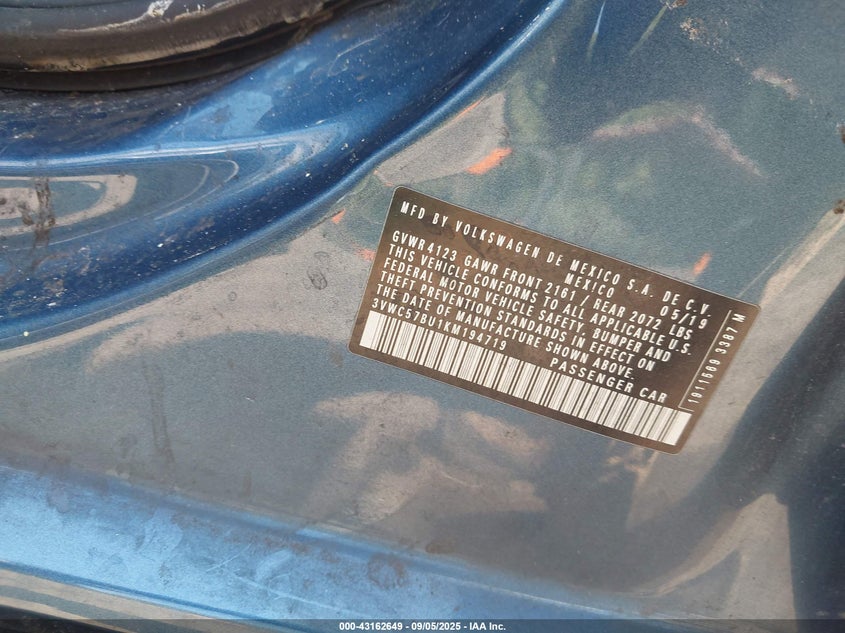 MFD BY VOLKSWAGEN DE MEXICO S.A. DE C.V.
MEXICO 05/19
GVWR 4123 GAWR FRONT 2161 / REAR 2072 LBS
THIS VEHICLE CONFORMS TO ALL APPLICABLE U.S.
FEDERAL MOTOR VEHICLE SAFETY, BUMPER AND
THEFT PREVENTION STANDARDS IN EFFECT ON
THE DATE OF MANUFACTURE SHOWN ABOVE.
3VWC57BU1KM194719 PASSENGER CAR
1911569 3387 M
000-43162649 - 09/05/2025 - IAA Inc.